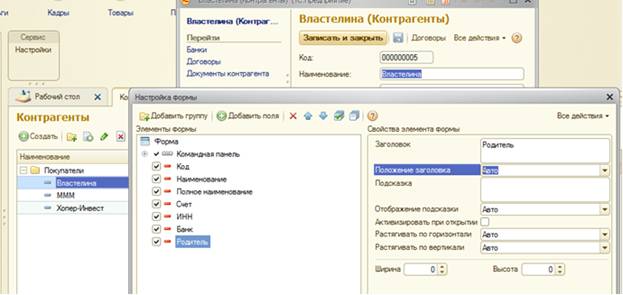 Кадры Товары
Сервис
Настройки
Властелина (Контрагенты) (1С:Предприятие)
Властелина (Контраг...
Перейти
Банки
Договоры
Документы контрагента
Властелина (Контрагенты)
Записать и закрыть Договоры Все действия
Код: 000000005
Наименование: Властелина
Рабочий стол
Контрагенты
Создать
Наименование
Покупатели
Властелина
МММ
Хопер-Инвест
Настройка формы
Добавить группу Добавить поля Все действия
Элементы формы
Форма
Командная панель
Код
Наименование
Полное наименование
Счет
ИНН
Банк
Родитель
Свойства элемента формы
Заголовок Родитель
Положение заголовка Авто
Подсказка
Отображение подсказки Авто
Активизировать при открытии
Растягивать по горизонтали Авто
Растягивать по вертикали Авто
Ширина 0 Высота 0